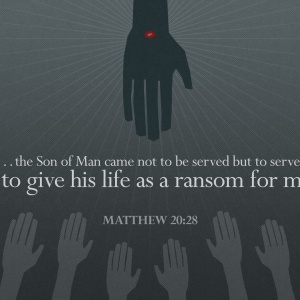 . . the Son of Man came not to be served but to serve
to give his life as a ransom for m
MATTHEW 20:28